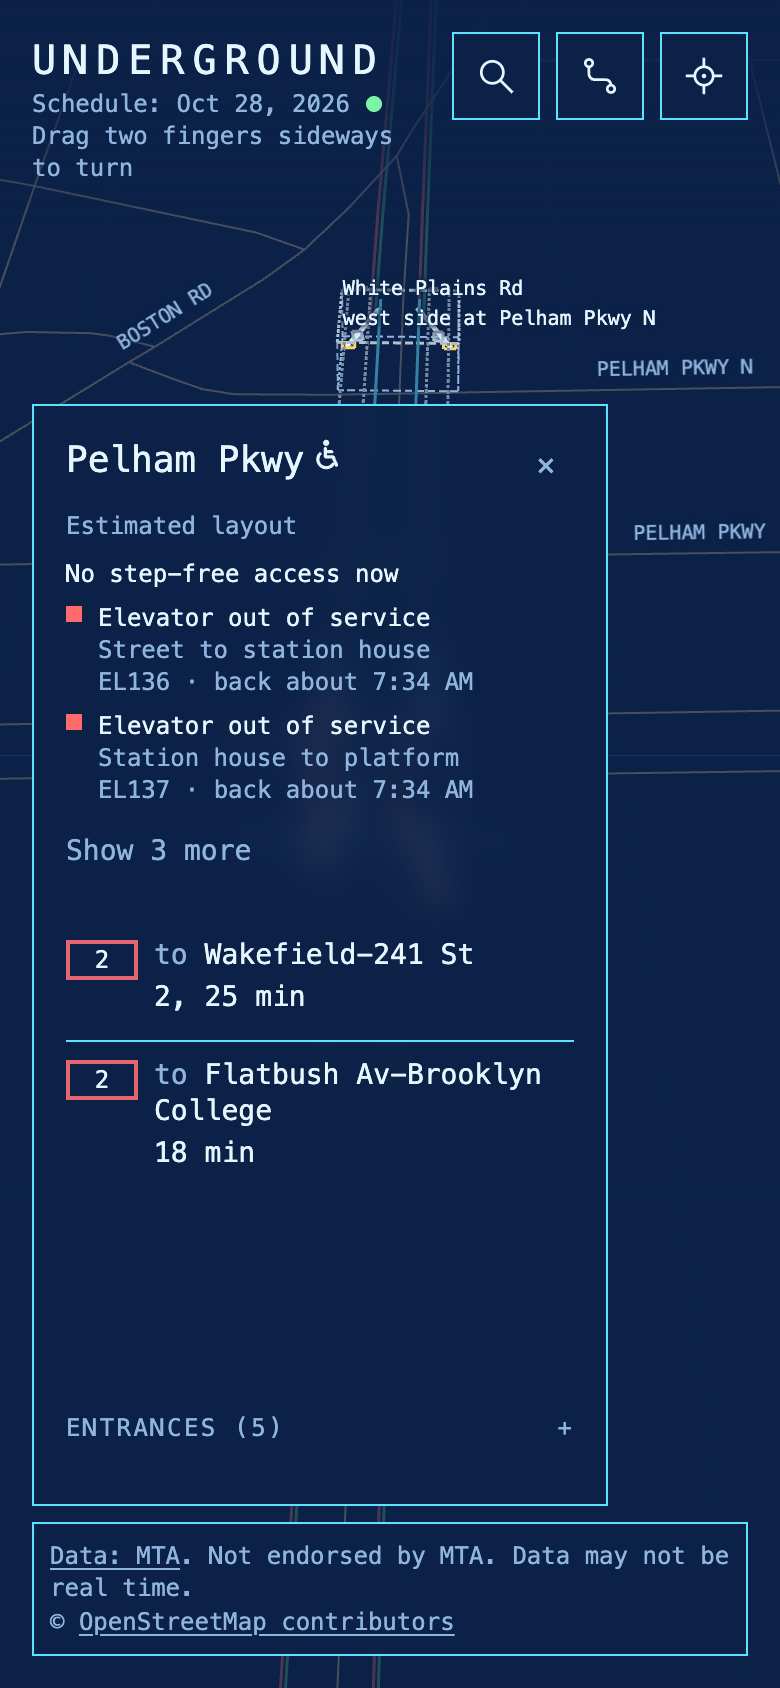 UNDERGROUND
Schedule: Oct 28, 2026
Drag two fingers sideways
to turn
White Plains Rd
west side at Pelham Pkwy N
BOSTON RD
PELHAM PKWY N
PELHAM PKWY
Pelham Pkwy
×
Estimated layout
No step-free access now
Elevator out of service
Street to station house
EL136 · back about 7:34 AM
Elevator out of service
Station house to platform
EL137 · back about 7:34 AM
Show 3 more
2 to Wakefield-241 St
2, 25 min
2 to Flatbush Av-Brooklyn
College
18 min
ENTRANCES (5) +
Data: MTA. Not endorsed by MTA. Data may not be
real time.
© OpenStreetMap contributors